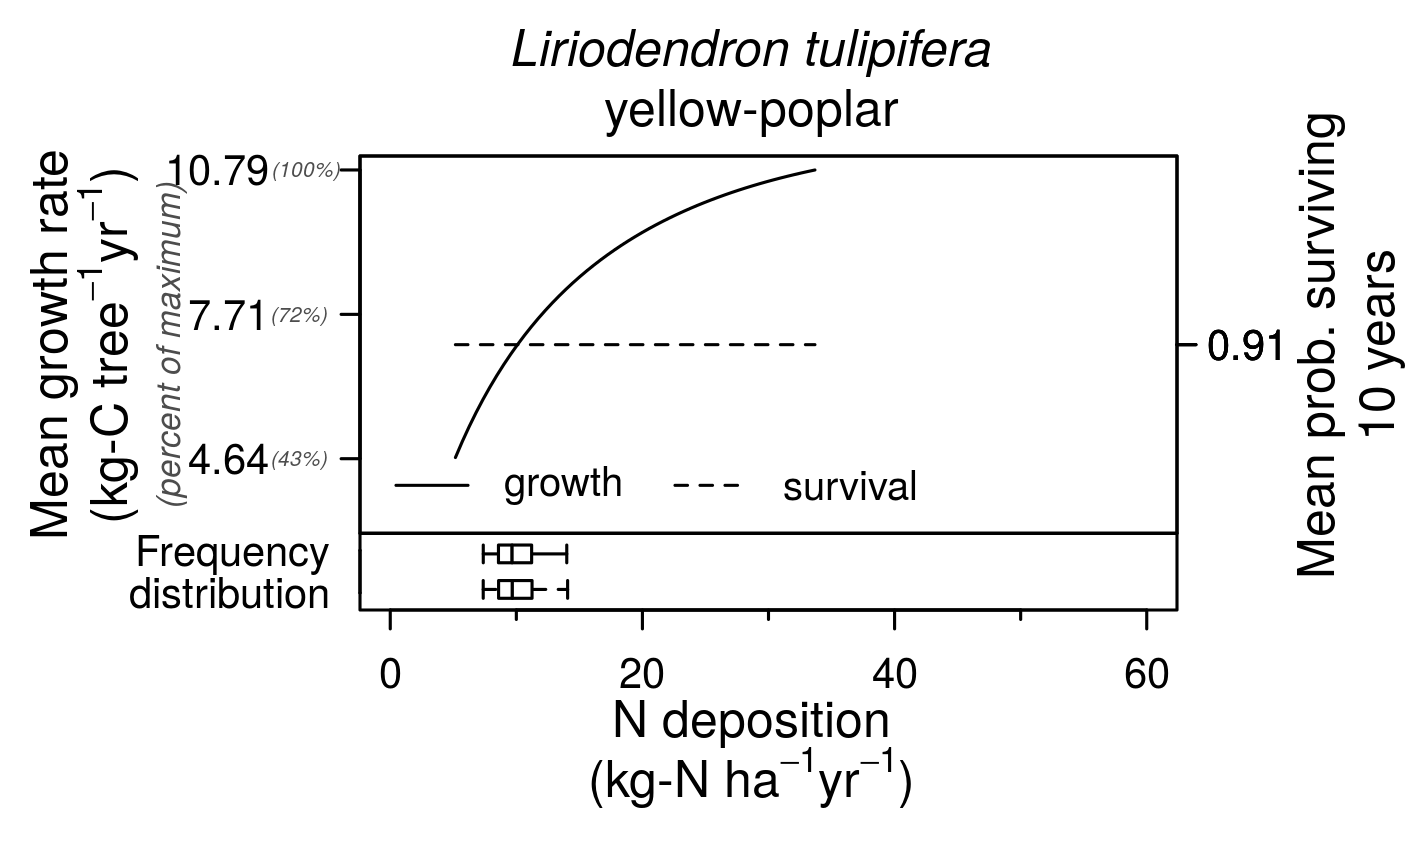 Liriodendron tulipifera
yellow-poplar
Mean growth rate
(kg-C tree⁻¹yr⁻¹)
(percent of maximum)
10.79 (100%)
7.71 (72%)
4.64 (43%)
growth
survival
0.91
Mean prob. surviving
10 years
Frequency
distribution
0 20 40 60
N deposition
(kg-N ha⁻¹yr⁻¹)